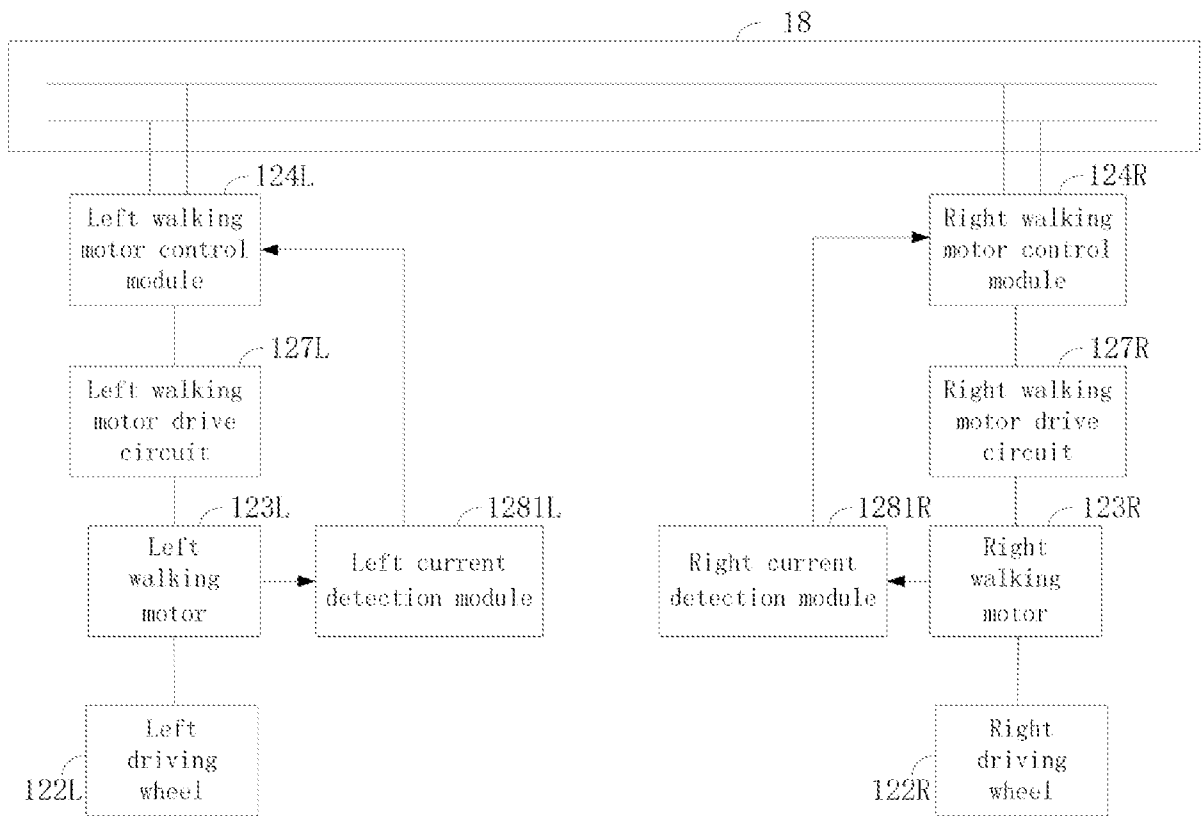 18
124L
Left walking
motor control
module
124R
Right walking
motor control
module
127L
Left walking
motor drive
circuit
127R
Right walking
motor drive
circuit
123L
Left
walking
motor
1281L
Left current
detection module
1281R
Right current
detection module
123R
Right
walking
motor
Left
driving
wheel
122L
Right
driving
wheel
122R